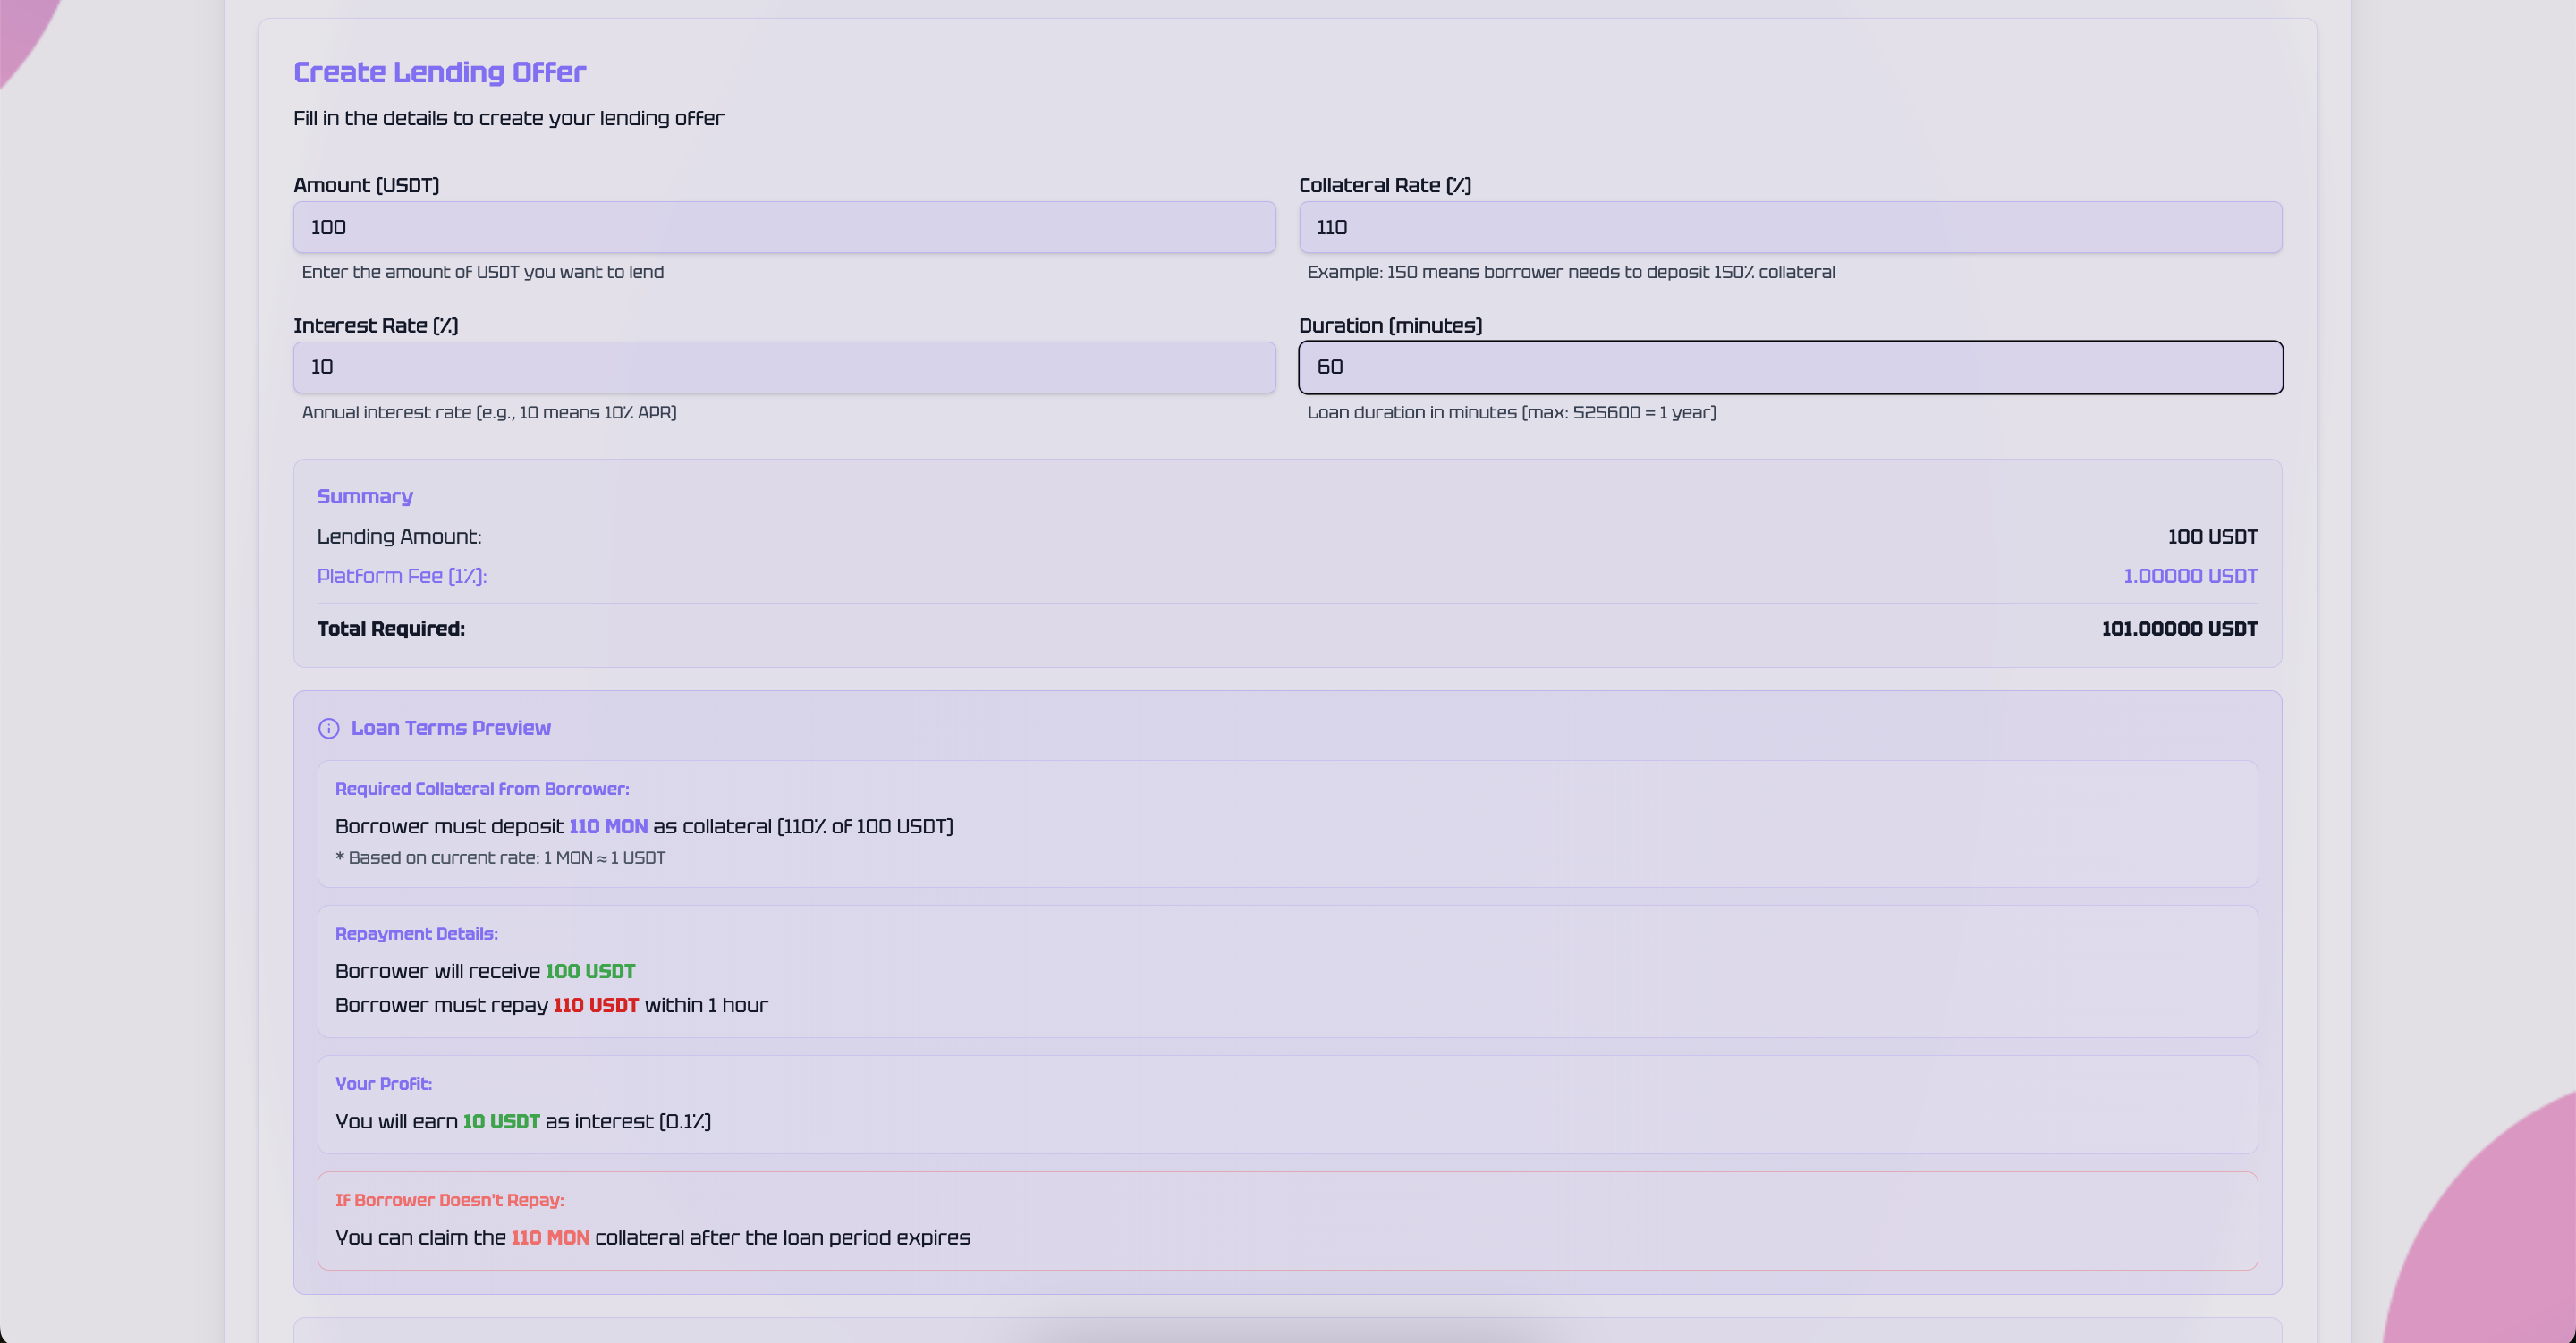 Create Lending Offer
Fill in the details to create your lending offer
Amount (USDT)
100
Enter the amount of USDT you want to lend
Collateral Rate (%)
110
Example: 150 means borrower needs to deposit 150% collateral
Interest Rate (%)
10
Annual interest rate (e.g., 10 means 10% APR)
Duration (minutes)
60
Loan duration in minutes (max: 525600 = 1 year)
Summary
Lending Amount: 100 USDT
Platform Fee (1%): 1.00000 USDT
Total Required: 101.00000 USDT
Loan Terms Preview
Required Collateral from Borrower:
Borrower must deposit 110 MON as collateral (110% of 100 USDT)
* Based on current rate: 1 MON ≈ 1 USDT
Repayment Details:
Borrower will receive 100 USDT
Borrower must repay 110 USDT within 1 hour
Your Profit:
You will earn 10 USDT as interest (0.1%)
If Borrower Doesn't Repay:
You can claim the 110 MON collateral after the loan period expires